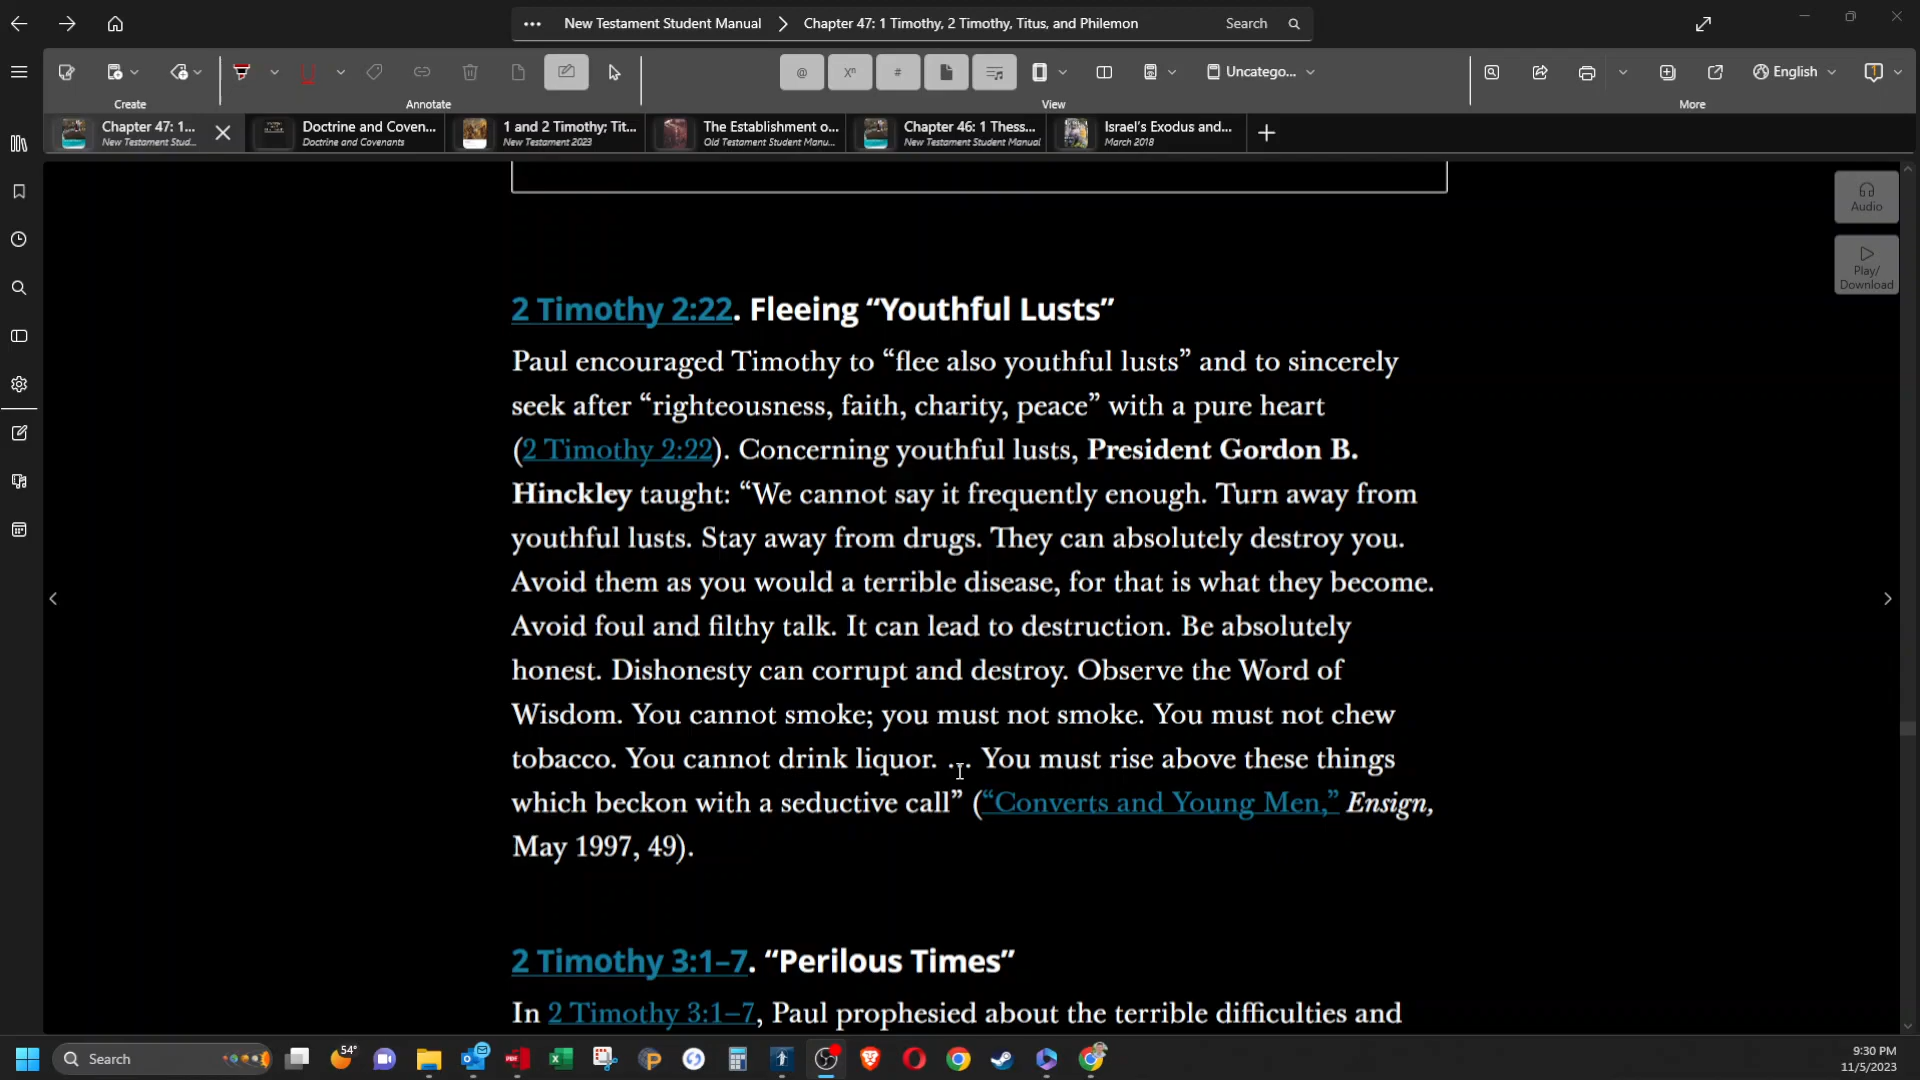 New Testament Student Manual
Chapter 47: 1 Timothy, 2 Timothy, Titus, and Philemon
Search
@
Xⁿ
#
Uncatego...
English
1
Create
Annotate
View
More
Chapter 47: 1...
New Testament Stud...
Doctrine and Coven...
Doctrine and Covenants
1 and 2 Timothy; Tit...
New Testament 2023
The Establishment o...
Old Testament Student Manu...
Chapter 46: 1 Thess...
New Testament Student Manual
Israel’s Exodus and...
March 2018
Audio
Play/
Download
2 Timothy 2:22. Fleeing “Youthful Lusts”
Paul encouraged Timothy to “flee also youthful lusts” and to sincerely
seek after “righteousness, faith, charity, peace” with a pure heart
(2 Timothy 2:22). Concerning youthful lusts, President Gordon B.
Hinckley taught: “We cannot say it frequently enough. Turn away from
youthful lusts. Stay away from drugs. They can absolutely destroy you.
Avoid them as you would a terrible disease, for that is what they become.
Avoid foul and filthy talk. It can lead to destruction. Be absolutely
honest. Dishonesty can corrupt and destroy. Observe the Word of
Wisdom. You cannot smoke; you must not smoke. You must not chew
tobacco. You cannot drink liquor. ... You must rise above these things
which beckon with a seductive call” (“Converts and Young Men,” Ensign,
May 1997, 49).
2 Timothy 3:1–7. “Perilous Times”
In 2 Timothy 3:1–7, Paul prophesied about the terrible difficulties and
Search
54°
PDF
9:30 PM
11/5/2023